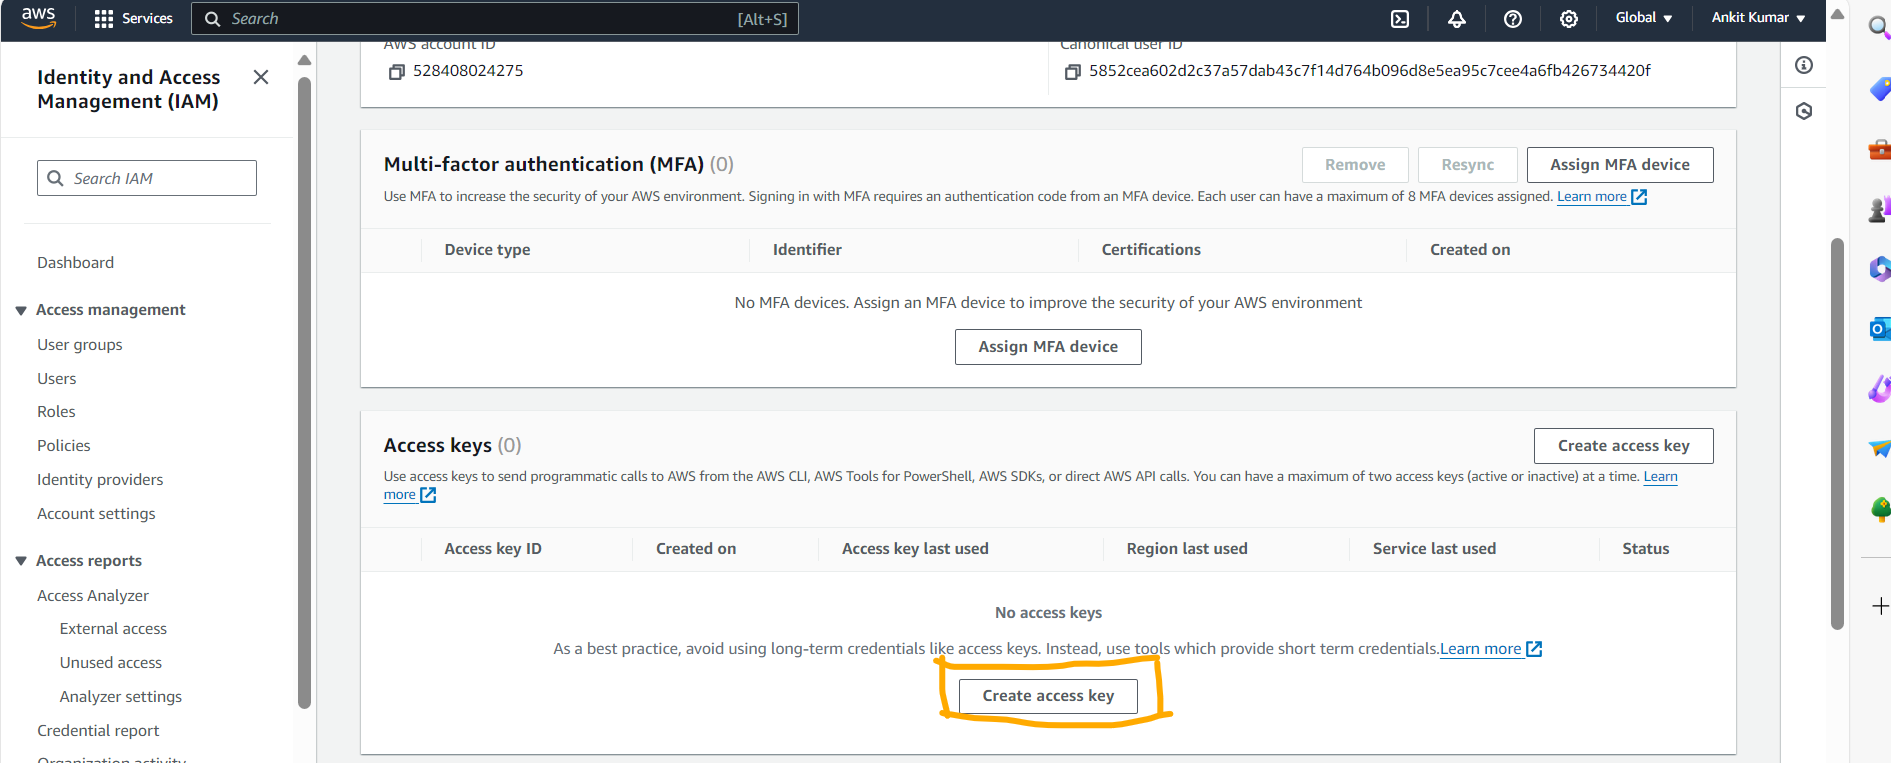 aws
Services
Search
[Alt+S]
Global
Ankit Kumar
Identity and Access
Management (IAM)
Search IAM
Dashboard
Access management
User groups
Users
Roles
Policies
Identity providers
Account settings
Access reports
Access Analyzer
External access
Unused access
Analyzer settings
Credential report
Organization activity
AWS account ID
528408024275
Canonical user ID
5852cea602d2c37a57dab43c7f14d764b096d8e5ea95c7cee4a6fb426734420f
Multi-factor authentication (MFA) (0)
Remove
Resync
Assign MFA device
Use MFA to increase the security of your AWS environment. Signing in with MFA requires an authentication code from an MFA device. Each user can have a maximum of 8 MFA devices assigned. Learn more
Device type
Identifier
Certifications
Created on
No MFA devices. Assign an MFA device to improve the security of your AWS environment
Assign MFA device
Access keys (0)
Create access key
Use access keys to send programmatic calls to AWS from the AWS CLI, AWS Tools for PowerShell, AWS SDKs, or direct AWS API calls. You can have a maximum of two access keys (active or inactive) at a time. Learn
more
Access key ID
Created on
Access key last used
Region last used
Service last used
Status
No access keys
As a best practice, avoid using long-term credentials like access keys. Instead, use tools which provide short term credentials.Learn more
Create access key